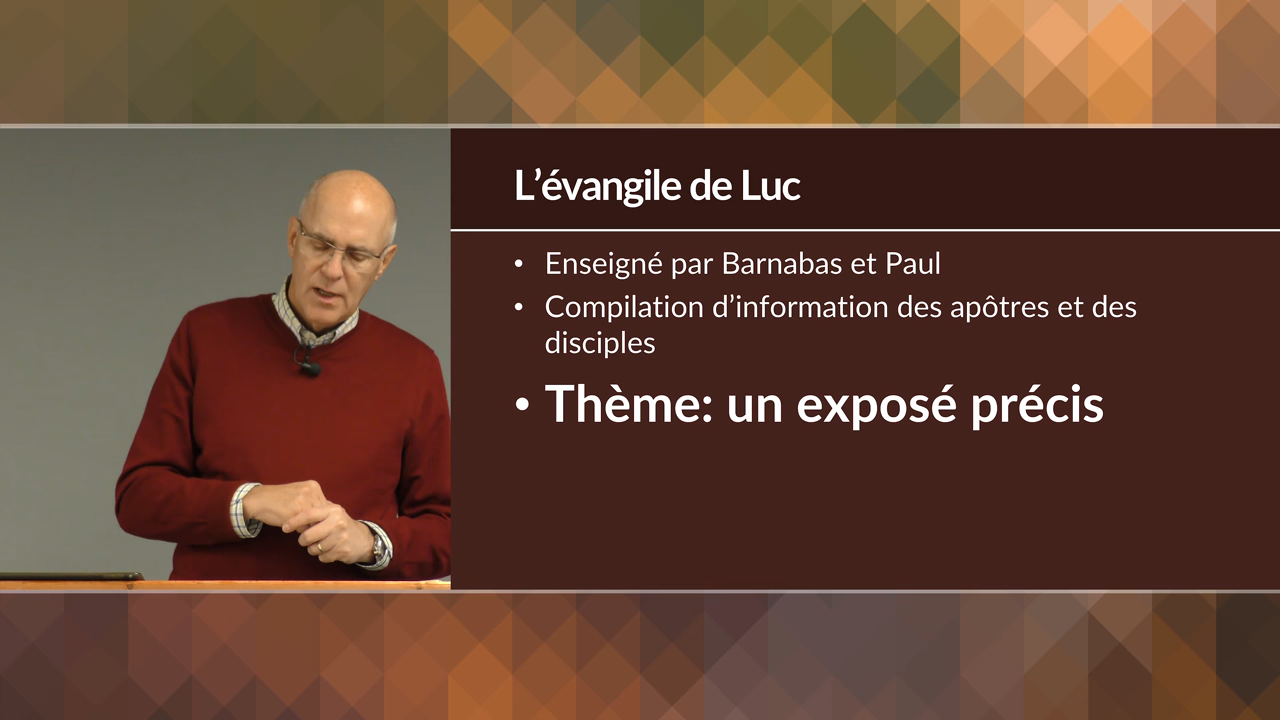 L’évangile de Luc
• Enseigné par Barnabas et Paul
• Compilation d’information des apôtres et des
disciples
• Thème: un exposé précis